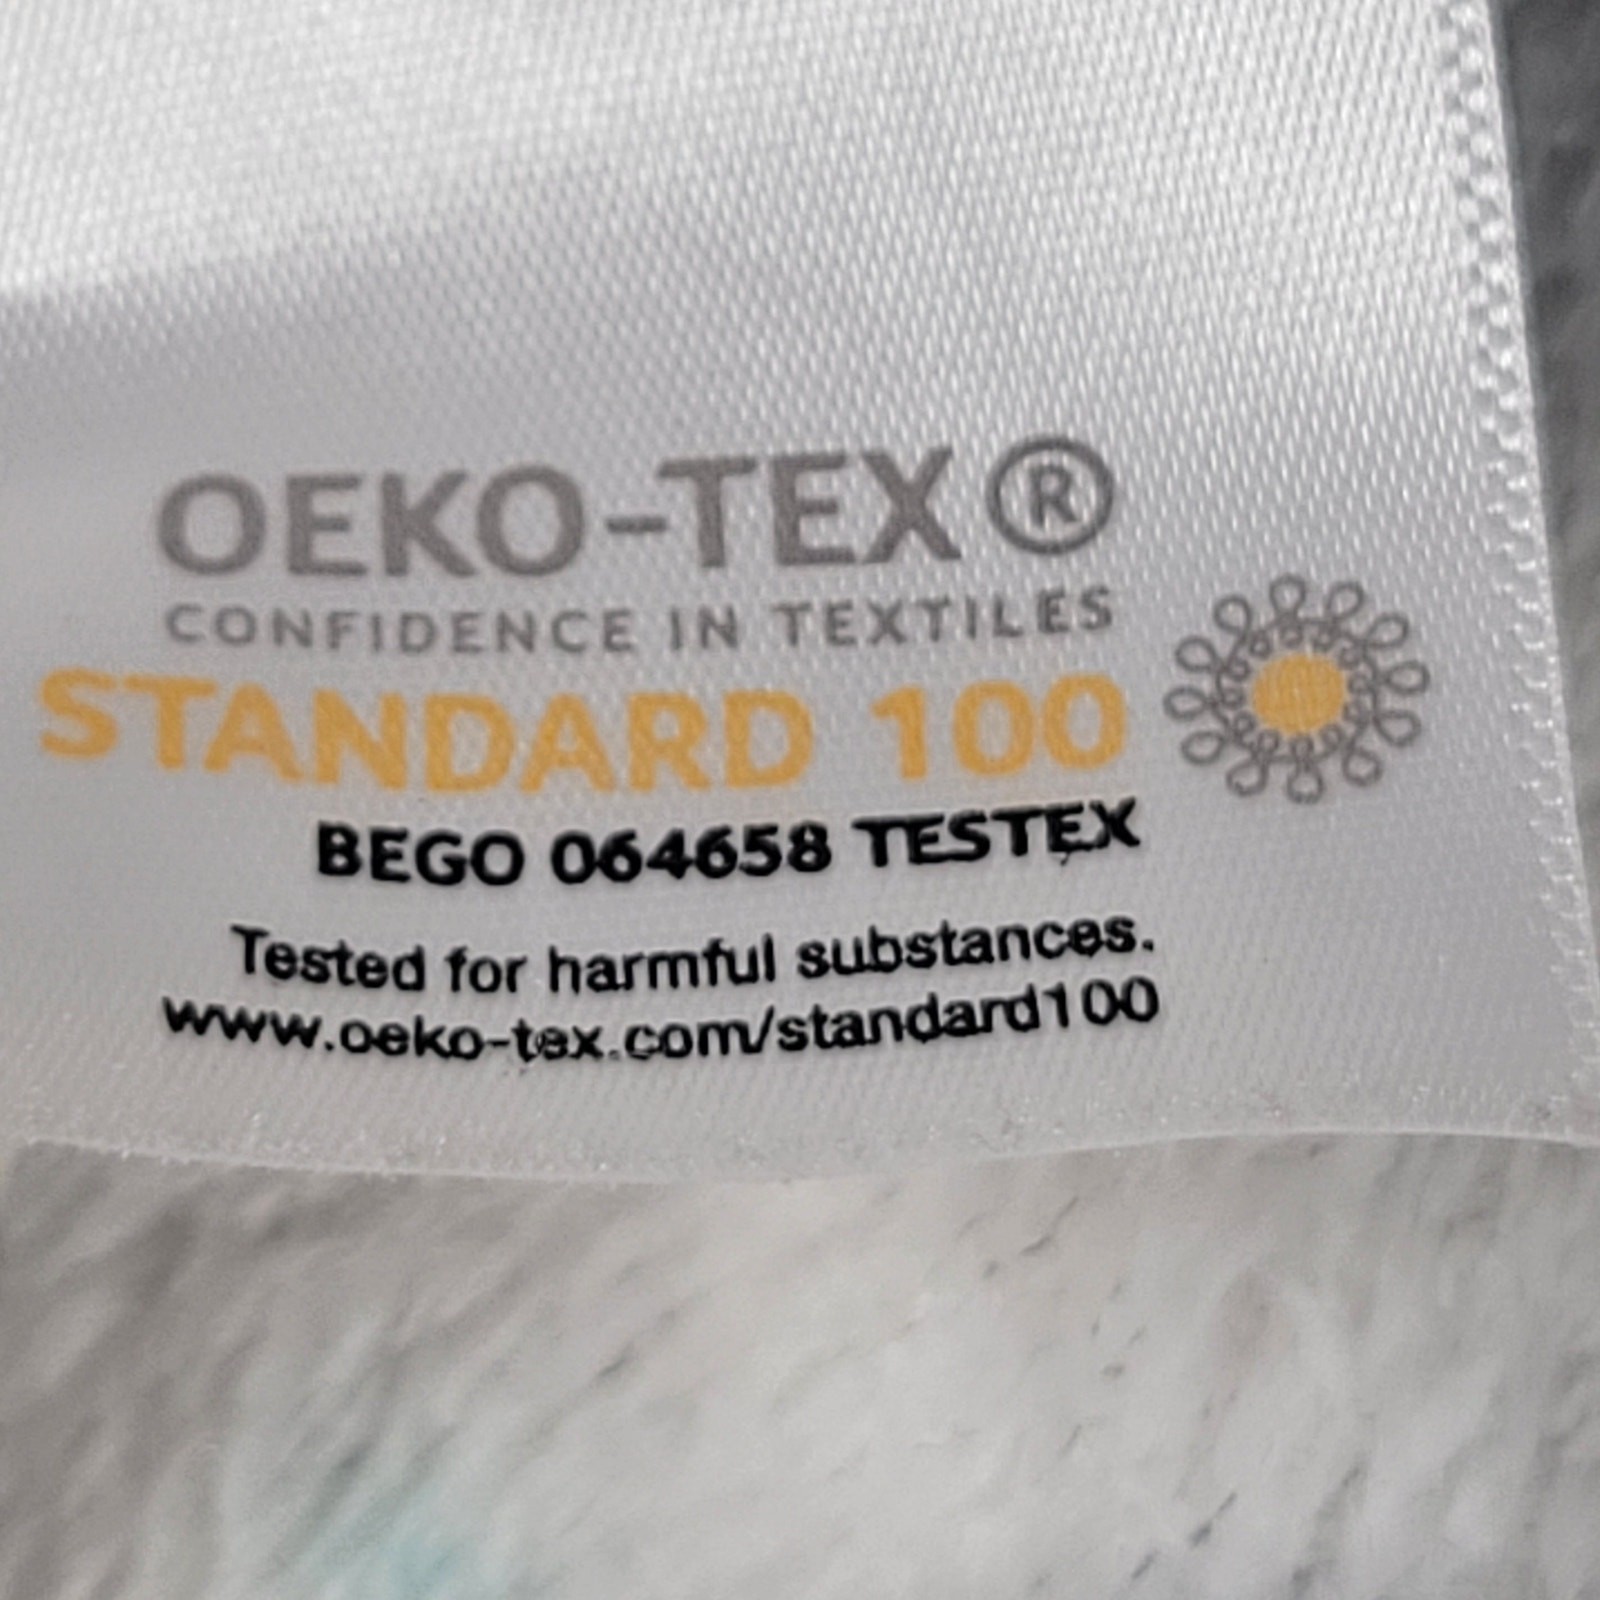 OEKO-TEX®
CONFIDENCE IN TEXTILES
STANDARD 100
BEGO 064658 TESTEX
Tested for harmful substances.
www.oeko-tex.com/standard100